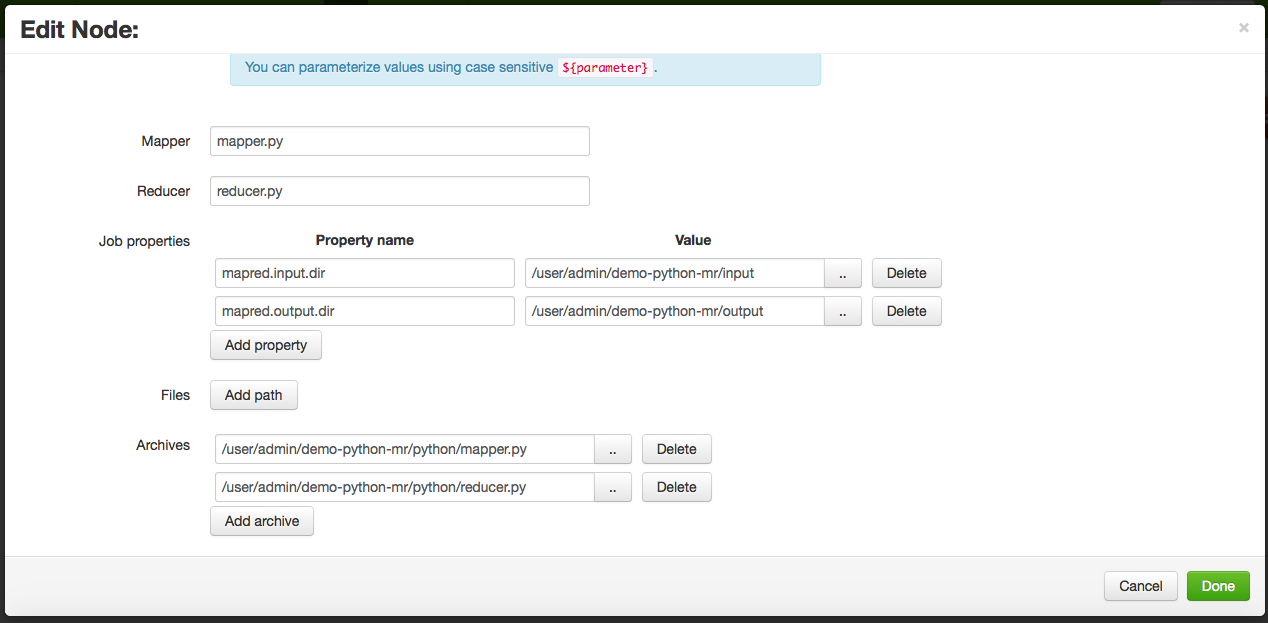 Edit Node:
×
You can parameterize values using case sensitive ${parameter} .
Mapper mapper.py
Reducer reducer.py
Job properties Property name Value
mapred.input.dir /user/admin/demo-python-mr/input .. Delete
mapred.output.dir /user/admin/demo-python-mr/output .. Delete
Add property
Files Add path
Archives /user/admin/demo-python-mr/python/mapper.py .. Delete
/user/admin/demo-python-mr/python/reducer.py .. Delete
Add archive
Cancel Done